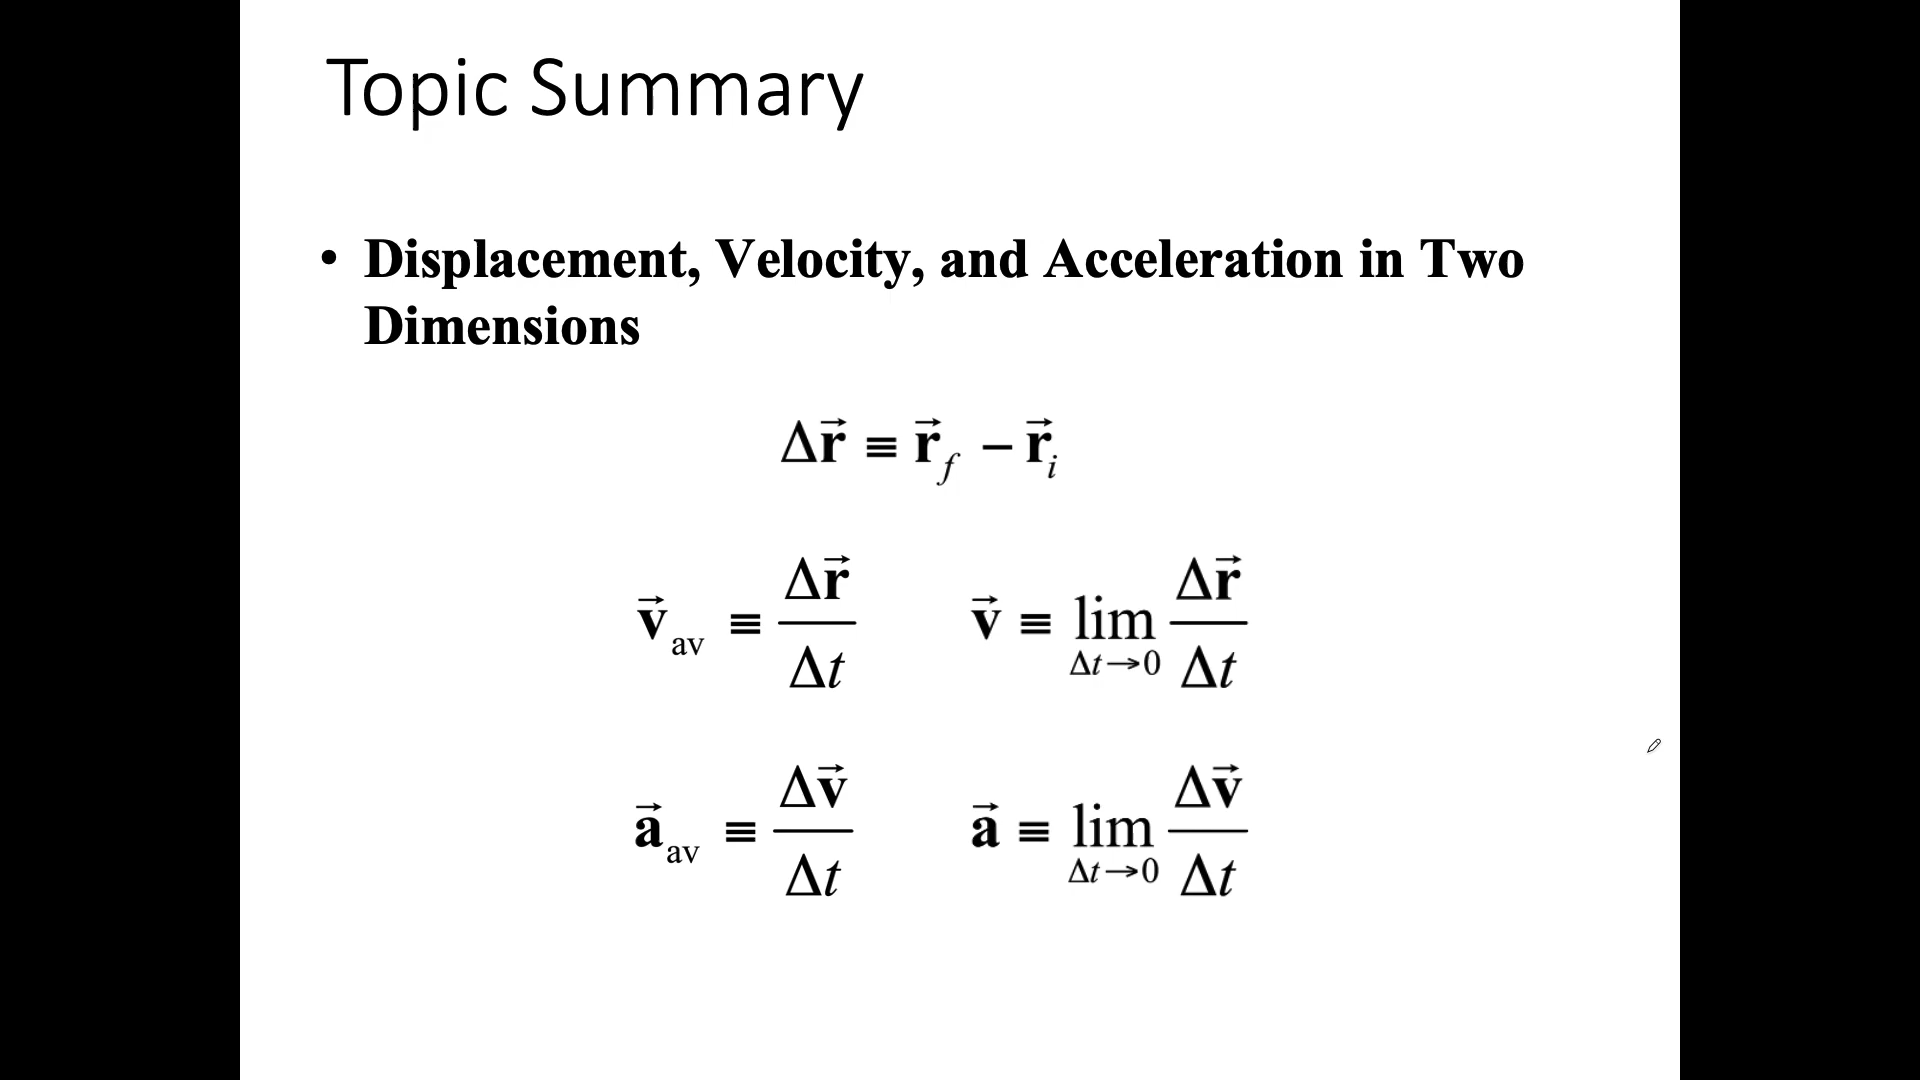 Topic Summary
• Displacement, Velocity, and Acceleration in Two
Dimensions
Δr⃗ ≡ r⃗_f − r⃗_i
v⃗_av ≡ Δr⃗/Δt    v⃗ ≡ lim_{Δt→0} Δr⃗/Δt
a⃗_av ≡ Δv⃗/Δt    a⃗ ≡ lim_{Δt→0} Δv⃗/Δt